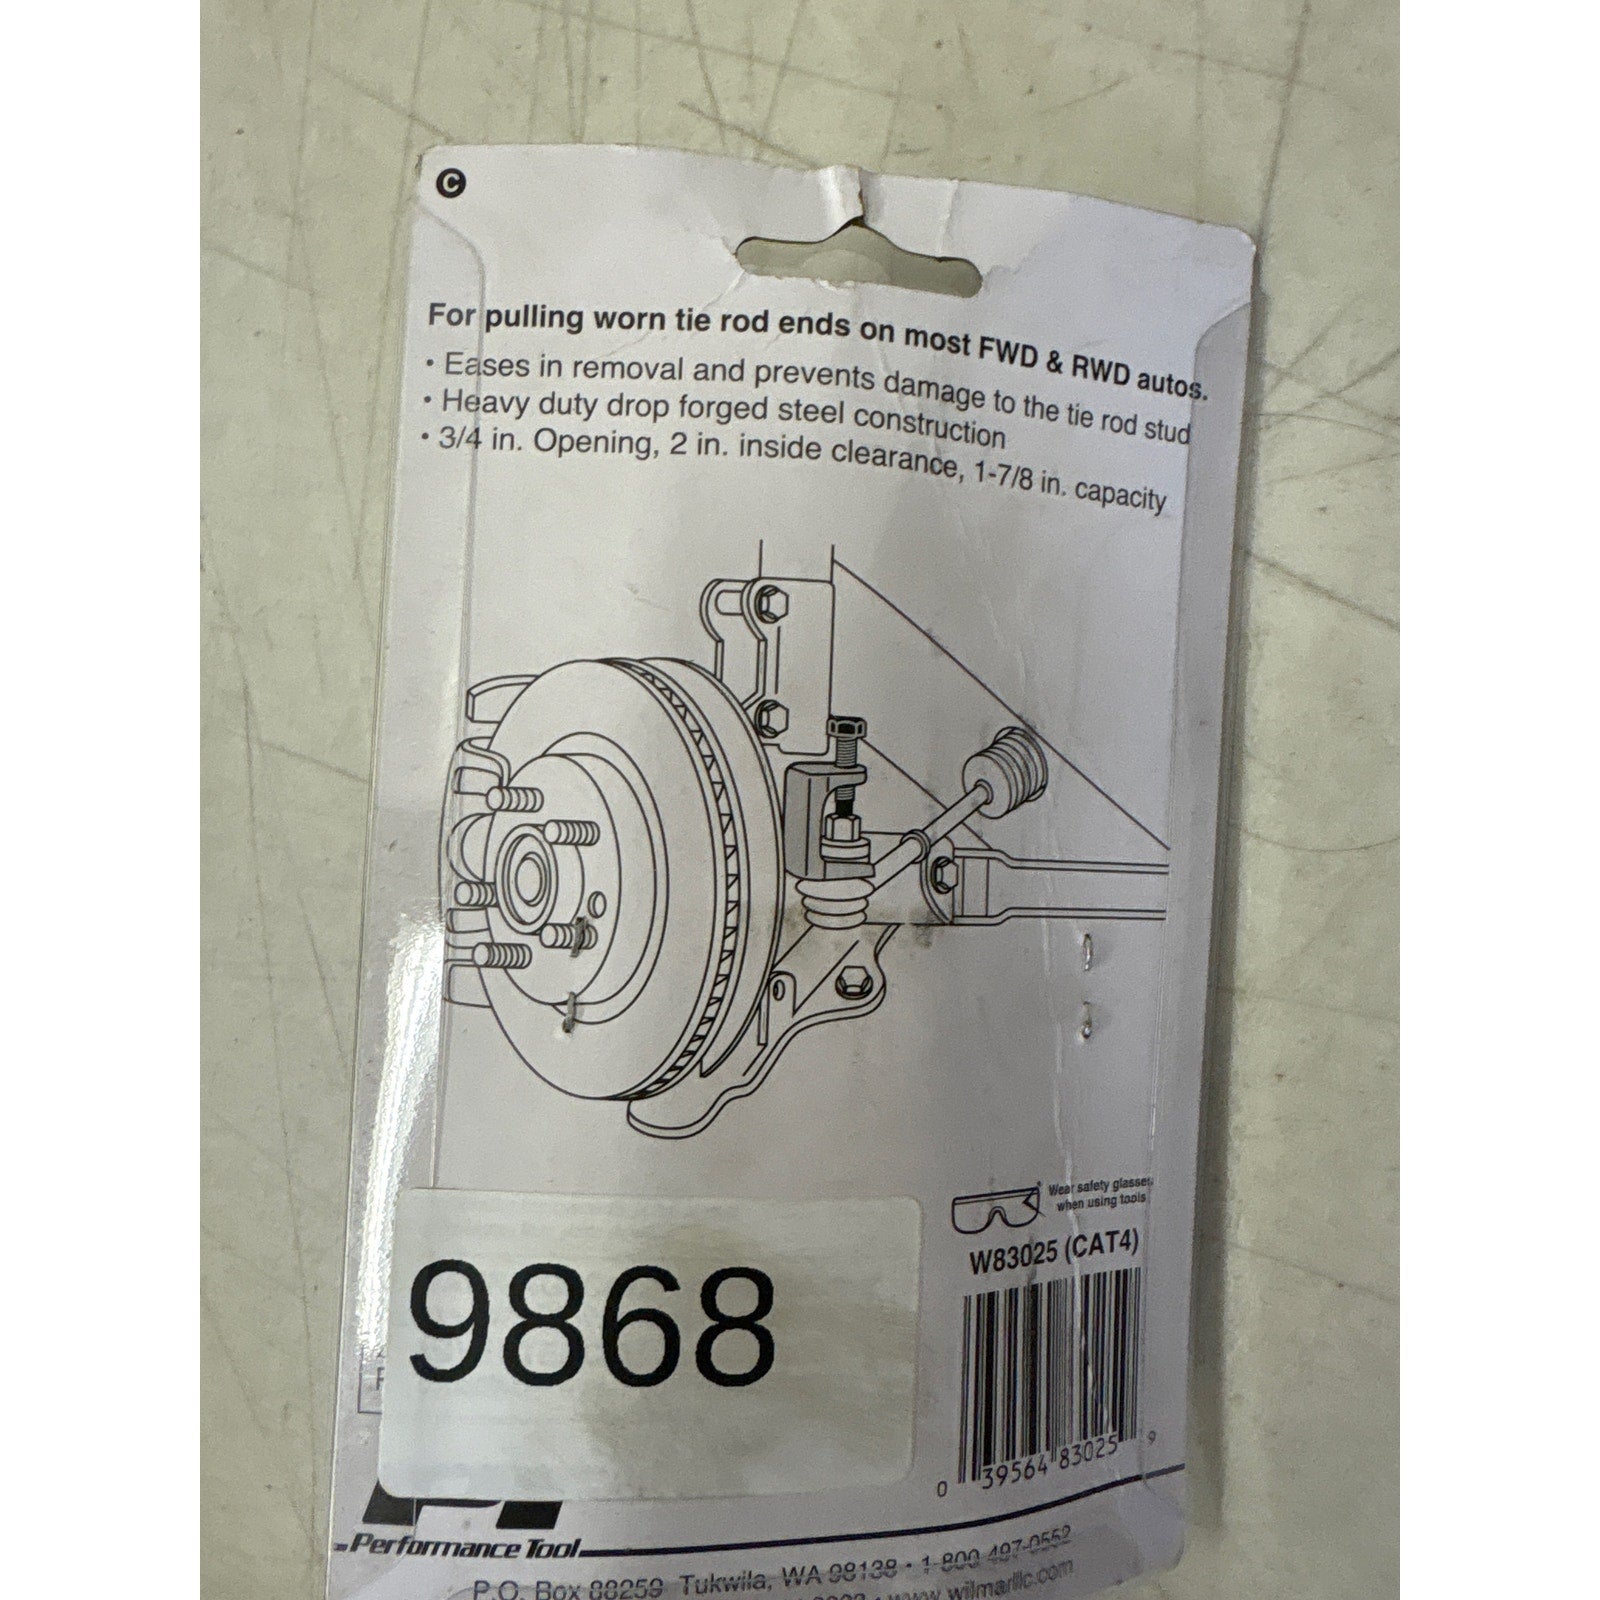 C
For pulling worn tie rod ends on most FWD & RWD autos.
• Eases in removal and prevents damage to the tie rod stud
• Heavy duty drop forged steel construction
• 3/4 in. Opening, 2 in. inside clearance, 1-7/8 in. capacity
Wear safety glasses
when using tools
W83025 (CAT4)
9868
0 39564 83025 9
Performance Tool
P.O. Box 88259 Tukwila, WA 98138 • 1-800-497-0552
• www.wilmarllc.com